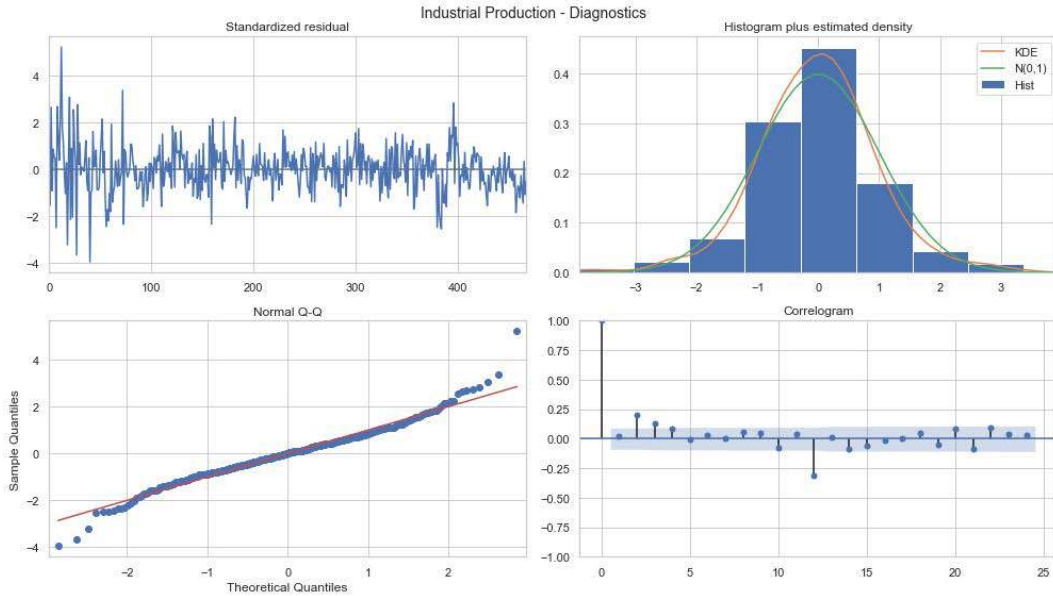 Industrial Production - Diagnostics
Standardized residual
4
2
0
−2
−4
0 100 200 300 400
Histogram plus estimated density
KDE
N(0,1)
Hist
0.4
0.3
0.2
0.1
0.0
−3 −2 −1 0 1 2 3
Normal Q-Q
Sample Quantiles
4
2
0
−2
−4
−2 −1 0 1 2
Theoretical Quantiles
Correlogram
1.00
0.75
0.50
0.25
0.00
−0.25
−0.50
−0.75
−1.00
0 5 10 15 20 25